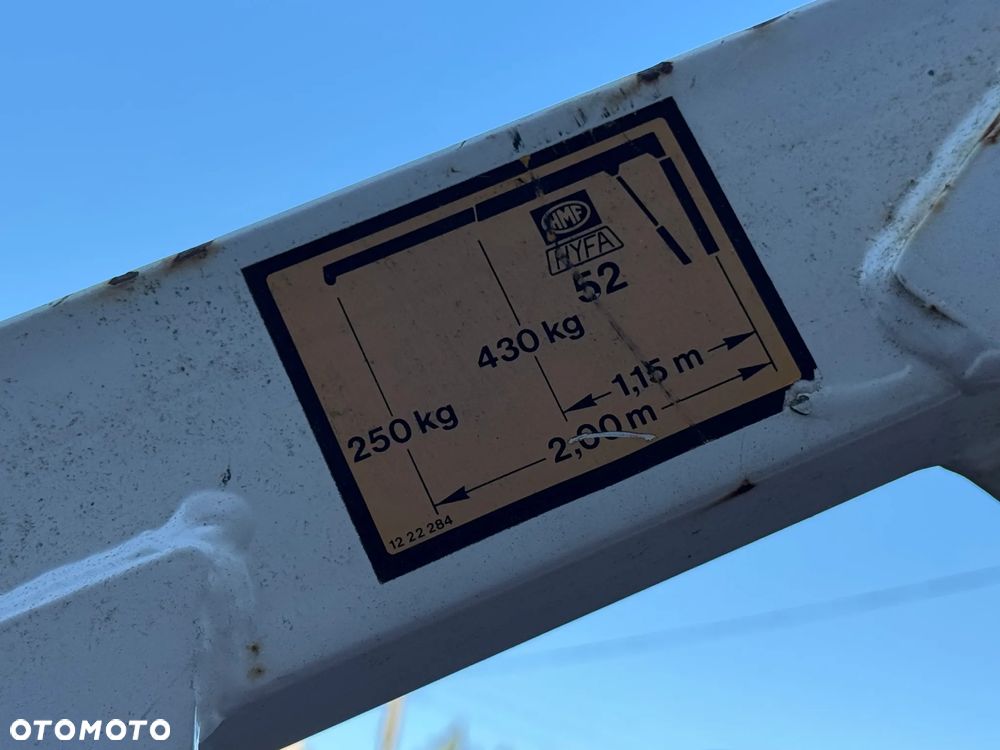 HMF
HYFA
52
430 kg
1,15 m
250 kg
2,00 m
12 22 284
OTOMOTO